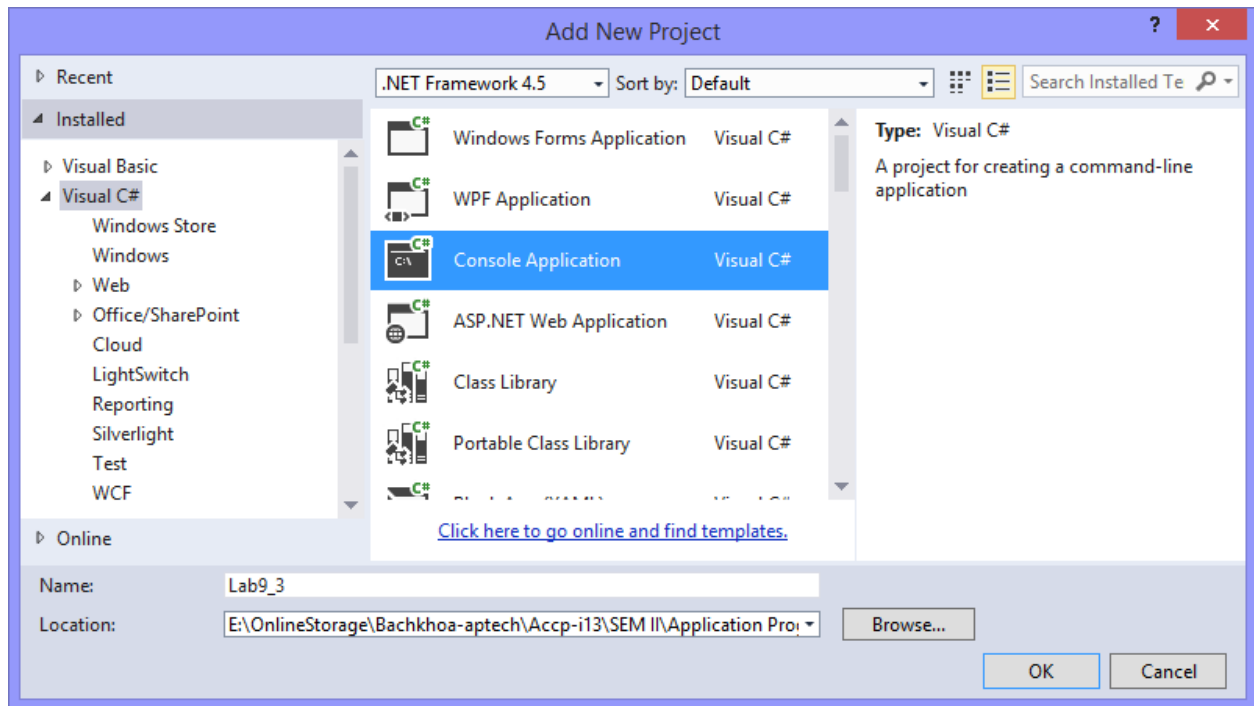 Add New Project
?
Recent
Installed
Visual Basic
Visual C#
Windows Store
Windows
Web
Office/SharePoint
Cloud
LightSwitch
Reporting
Silverlight
Test
WCF
Online
.NET Framework 4.5 Sort by: Default Search Installed Te
C# Windows Forms Application Visual C#
C# WPF Application Visual C#
C# C:\ Console Application Visual C#
C# ASP.NET Web Application Visual C#
C# Class Library Visual C#
C# Portable Class Library Visual C#
C#
Click here to go online and find templates.
Type: Visual C#
A project for creating a command-line
application
Name: Lab9_3
Location: E:\OnlineStorage\Bachkhoa-aptech\Accp-i13\SEM II\Application Pro Browse...
OK Cancel